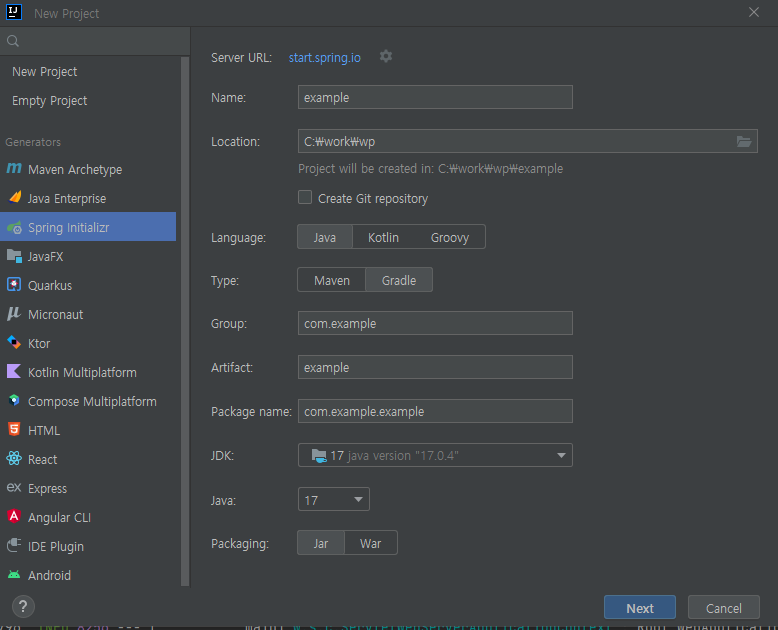 New Project
New Project
Empty Project
Generators
Maven Archetype
Java Enterprise
Spring Initializr
JavaFX
Quarkus
Micronaut
Ktor
Kotlin Multiplatform
Compose Multiplatform
HTML
React
Express
Angular CLI
IDE Plugin
Android
Server URL: start.spring.io
Name: example
Location: C:₩work₩wp
Project will be created in: C:₩work₩wp₩example
Create Git repository
Language: Java Kotlin Groovy
Type: Maven Gradle
Group: com.example
Artifact: example
Package name: com.example.example
JDK: 17 java version "17.0.4"
Java: 17
Packaging: Jar War
? Next Cancel